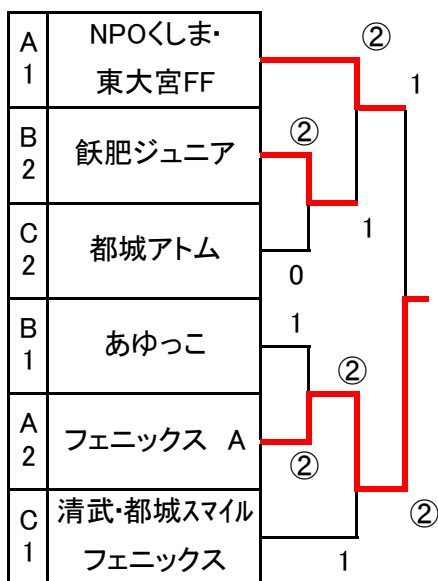 A
1
NPOくしま・
東大宮FF
②
1
B
2
飫肥ジュニア
②
C
2
都城アトム
1
0
B
1
あゆっこ
1
A
2
フェニックス A
②
②
C
1
清武・都城スマイル
フェニックス
②
1